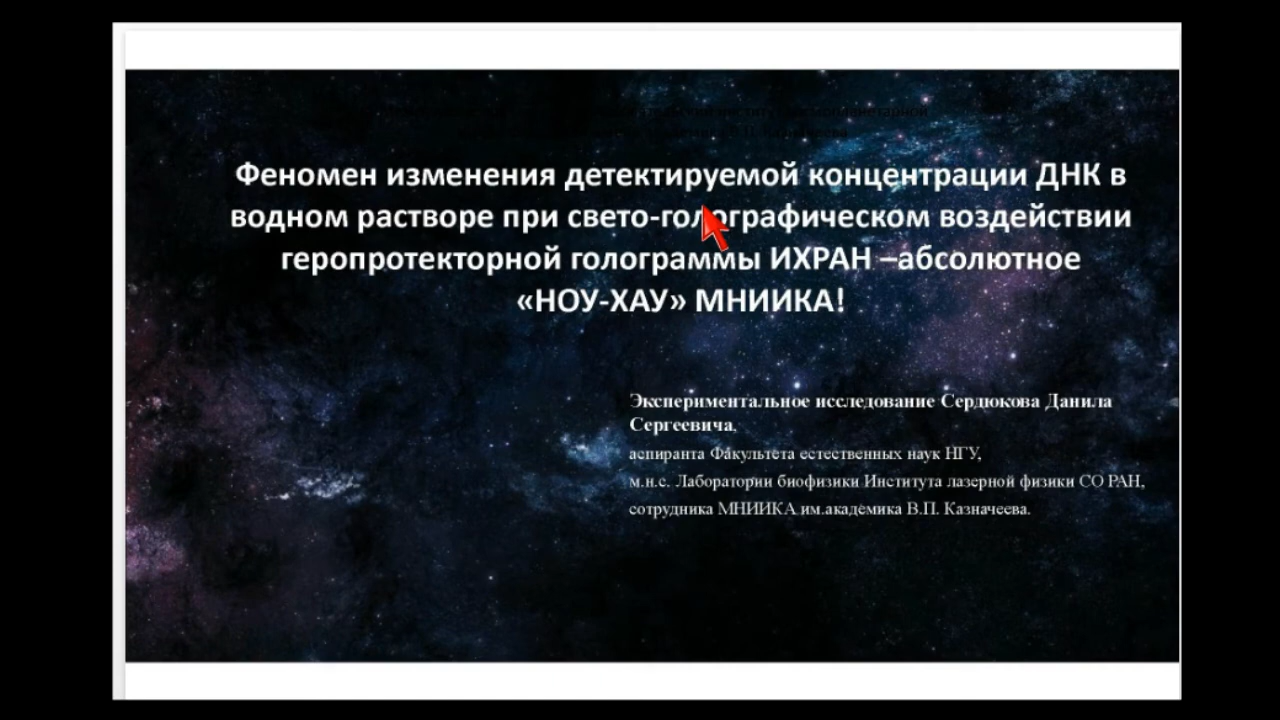 Феномен изменения детектируемой концентрации ДНК в
водном растворе при свето-голографическом воздействии
геропротекторной голограммы ИХРАН –абсолютное
«НОУ-ХАУ» МНИИКА!
Экспериментальное исследование Сердюкова Данила
Сергеевича,
аспиранта Факультета естественных наук НГУ,
м.н.с. Лаборатории биофизики Института лазерной физики СО РАН,
сотрудника МНИИКА им.академика В.П. Казначеева.